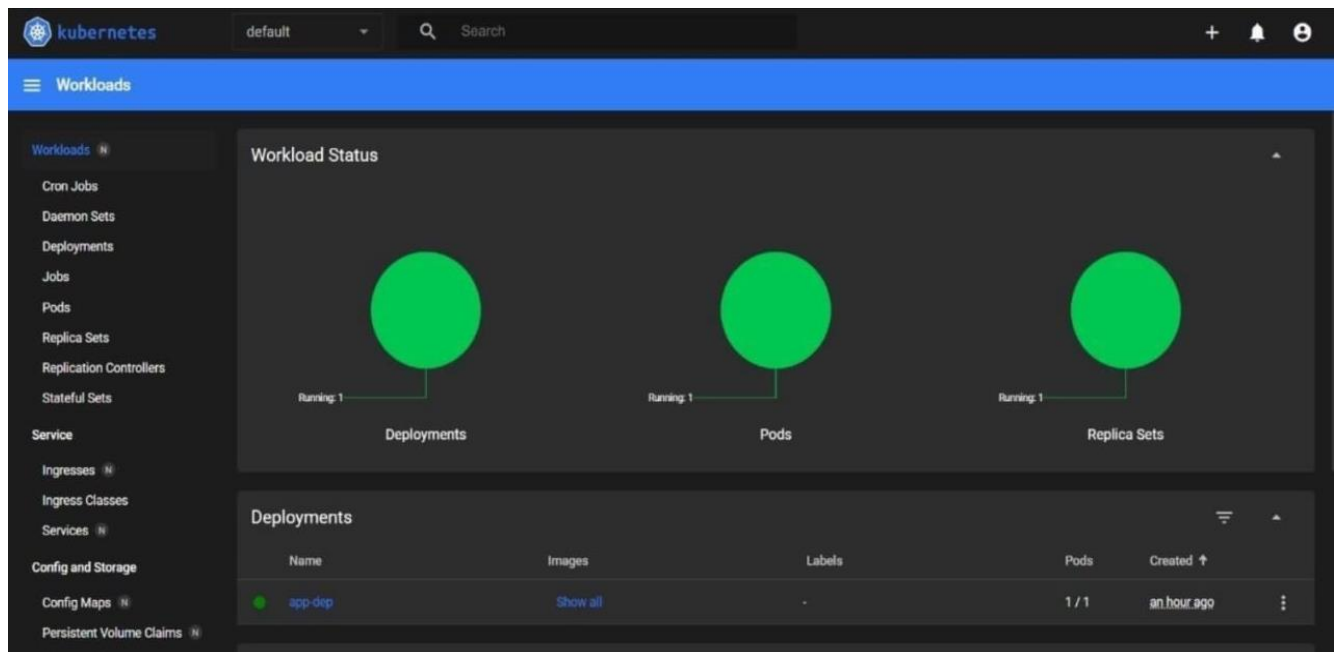 kubernetes default Search
Workloads
Workloads N
Cron Jobs
Daemon Sets
Deployments
Jobs
Pods
Replica Sets
Replication Controllers
Stateful Sets
Service
Ingresses N
Ingress Classes
Services N
Config and Storage
Config Maps N
Persistent Volume Claims N
Workload Status
Running: 1
Deployments
Running: 1
Pods
Running: 1
Replica Sets
Deployments
Name Images Labels Pods Created
app-dep Show all - 1 / 1 an hour ago